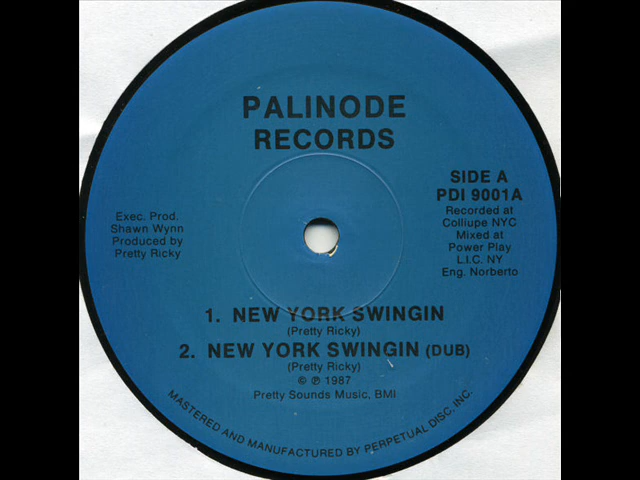 PALINODE
RECORDS
SIDE A
PDI 9001A
Recorded at
Colliupe NYC
Mixed at
Power Play
L.I.C. NY
Eng. Norberto
Exec. Prod.
Shawn Wynn
Produced by
Pretty Ricky
1. NEW YORK SWINGIN
(Pretty Ricky)
2. NEW YORK SWINGIN (DUB)
(Pretty Ricky)
© ℗ 1987
Pretty Sounds Music, BMI
MASTERED AND MANUFACTURED BY PERPETUAL DISC. INC.